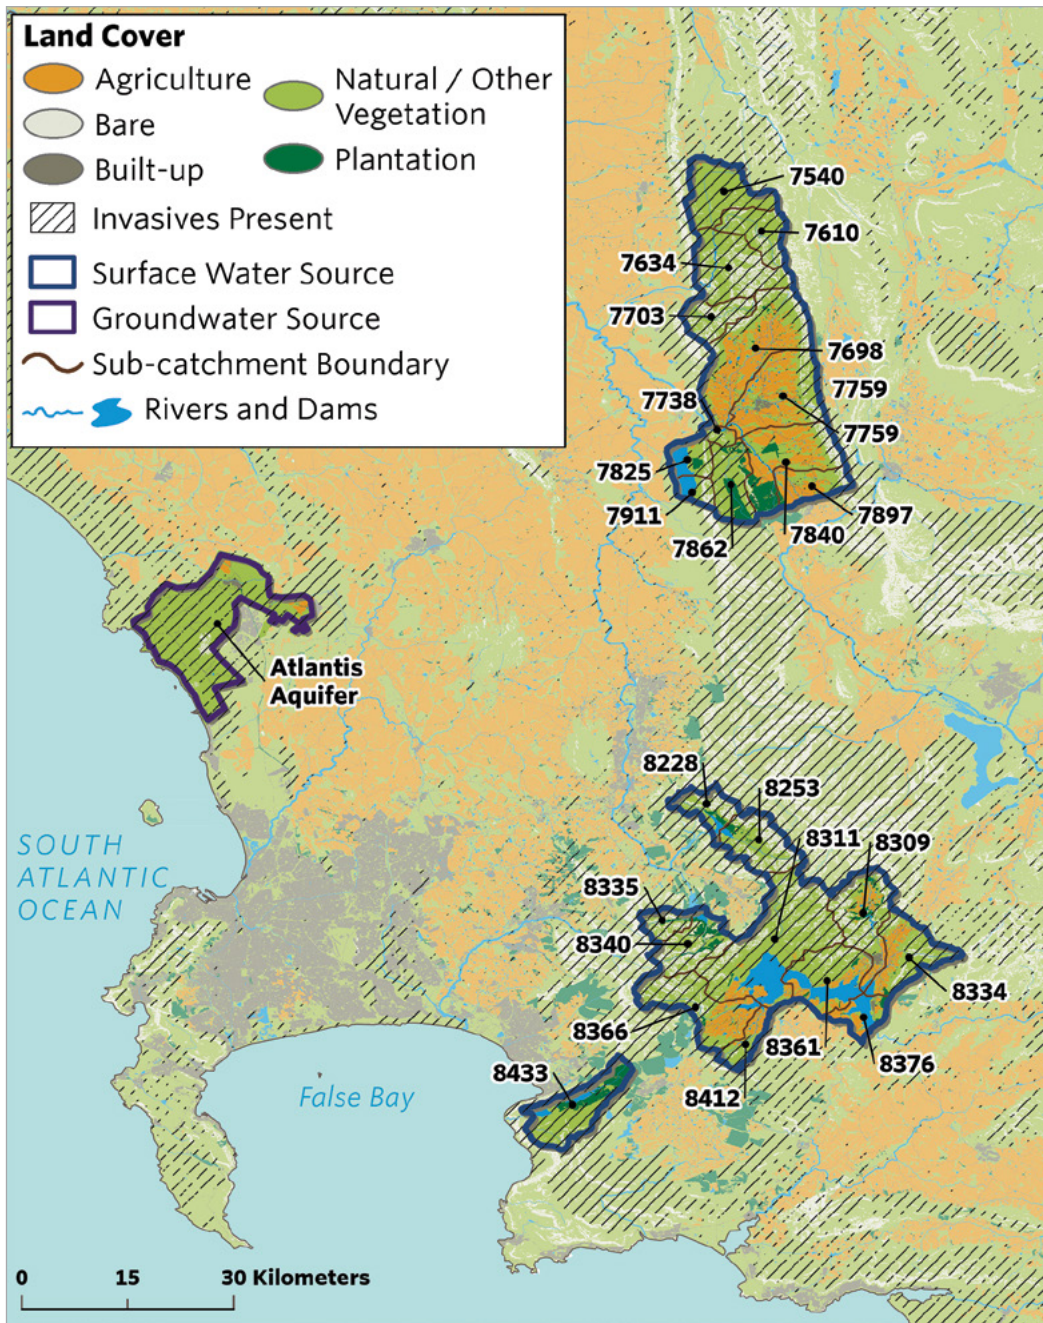 Land Cover
Agriculture
Bare
Built-up
Natural / Other
Vegetation
Plantation
Invasives Present
Surface Water Source
Groundwater Source
Sub-catchment Boundary
Rivers and Dams
7540
7610
7634
7703
7698
7738
7759
7759
7825
7911
7897
7840
7862
Atlantis
Aquifer
8228
8253
8311
8309
8335
8340
8334
8366
8361
8376
8433
8412
SOUTH
ATLANTIC
OCEAN
False Bay
0 15 30 Kilometers